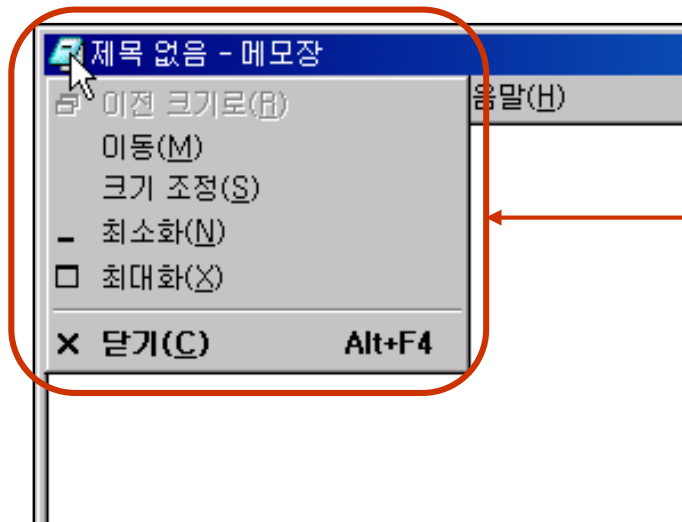 제목 없음 - 메모장
음말(H)
이전 크기로(R)
이동(M)
크기 조정(S)
최소화(N)
최대화(X)
닫기(C) Alt+F4